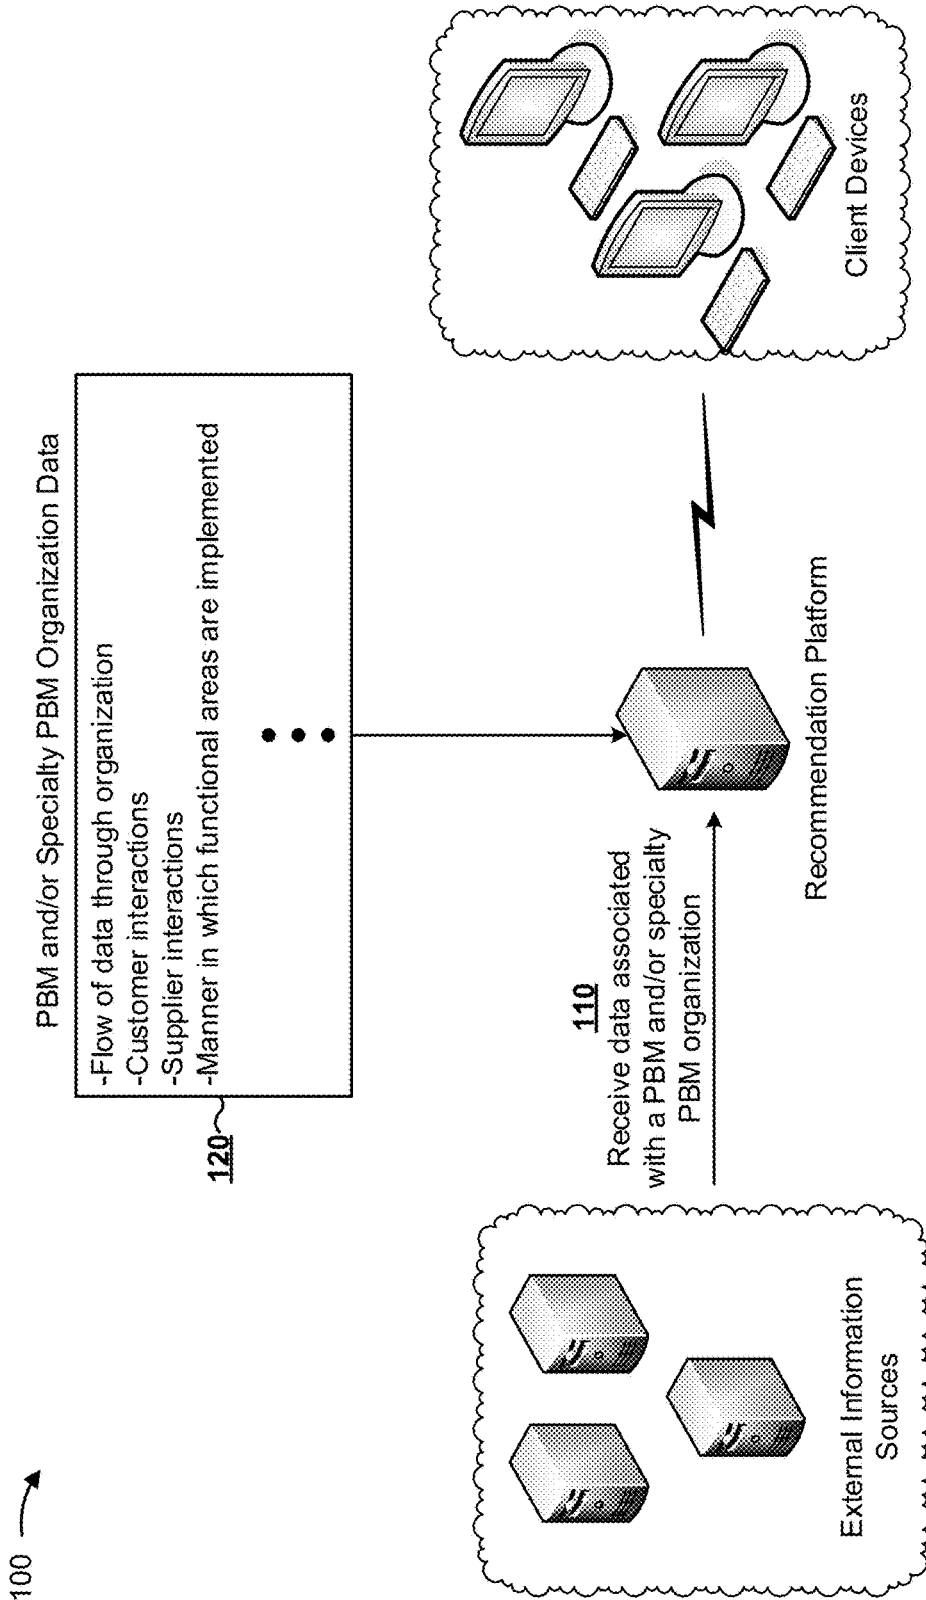 100
PBM and/or Specialty PBM Organization Data
-Flow of data through organization
-Customer interactions
-Supplier interactions
-Manner in which functional areas are implemented
120
110
Receive data associated
with a PBM and/or specialty
PBM organization
External Information
Sources
Recommendation Platform
Client Devices